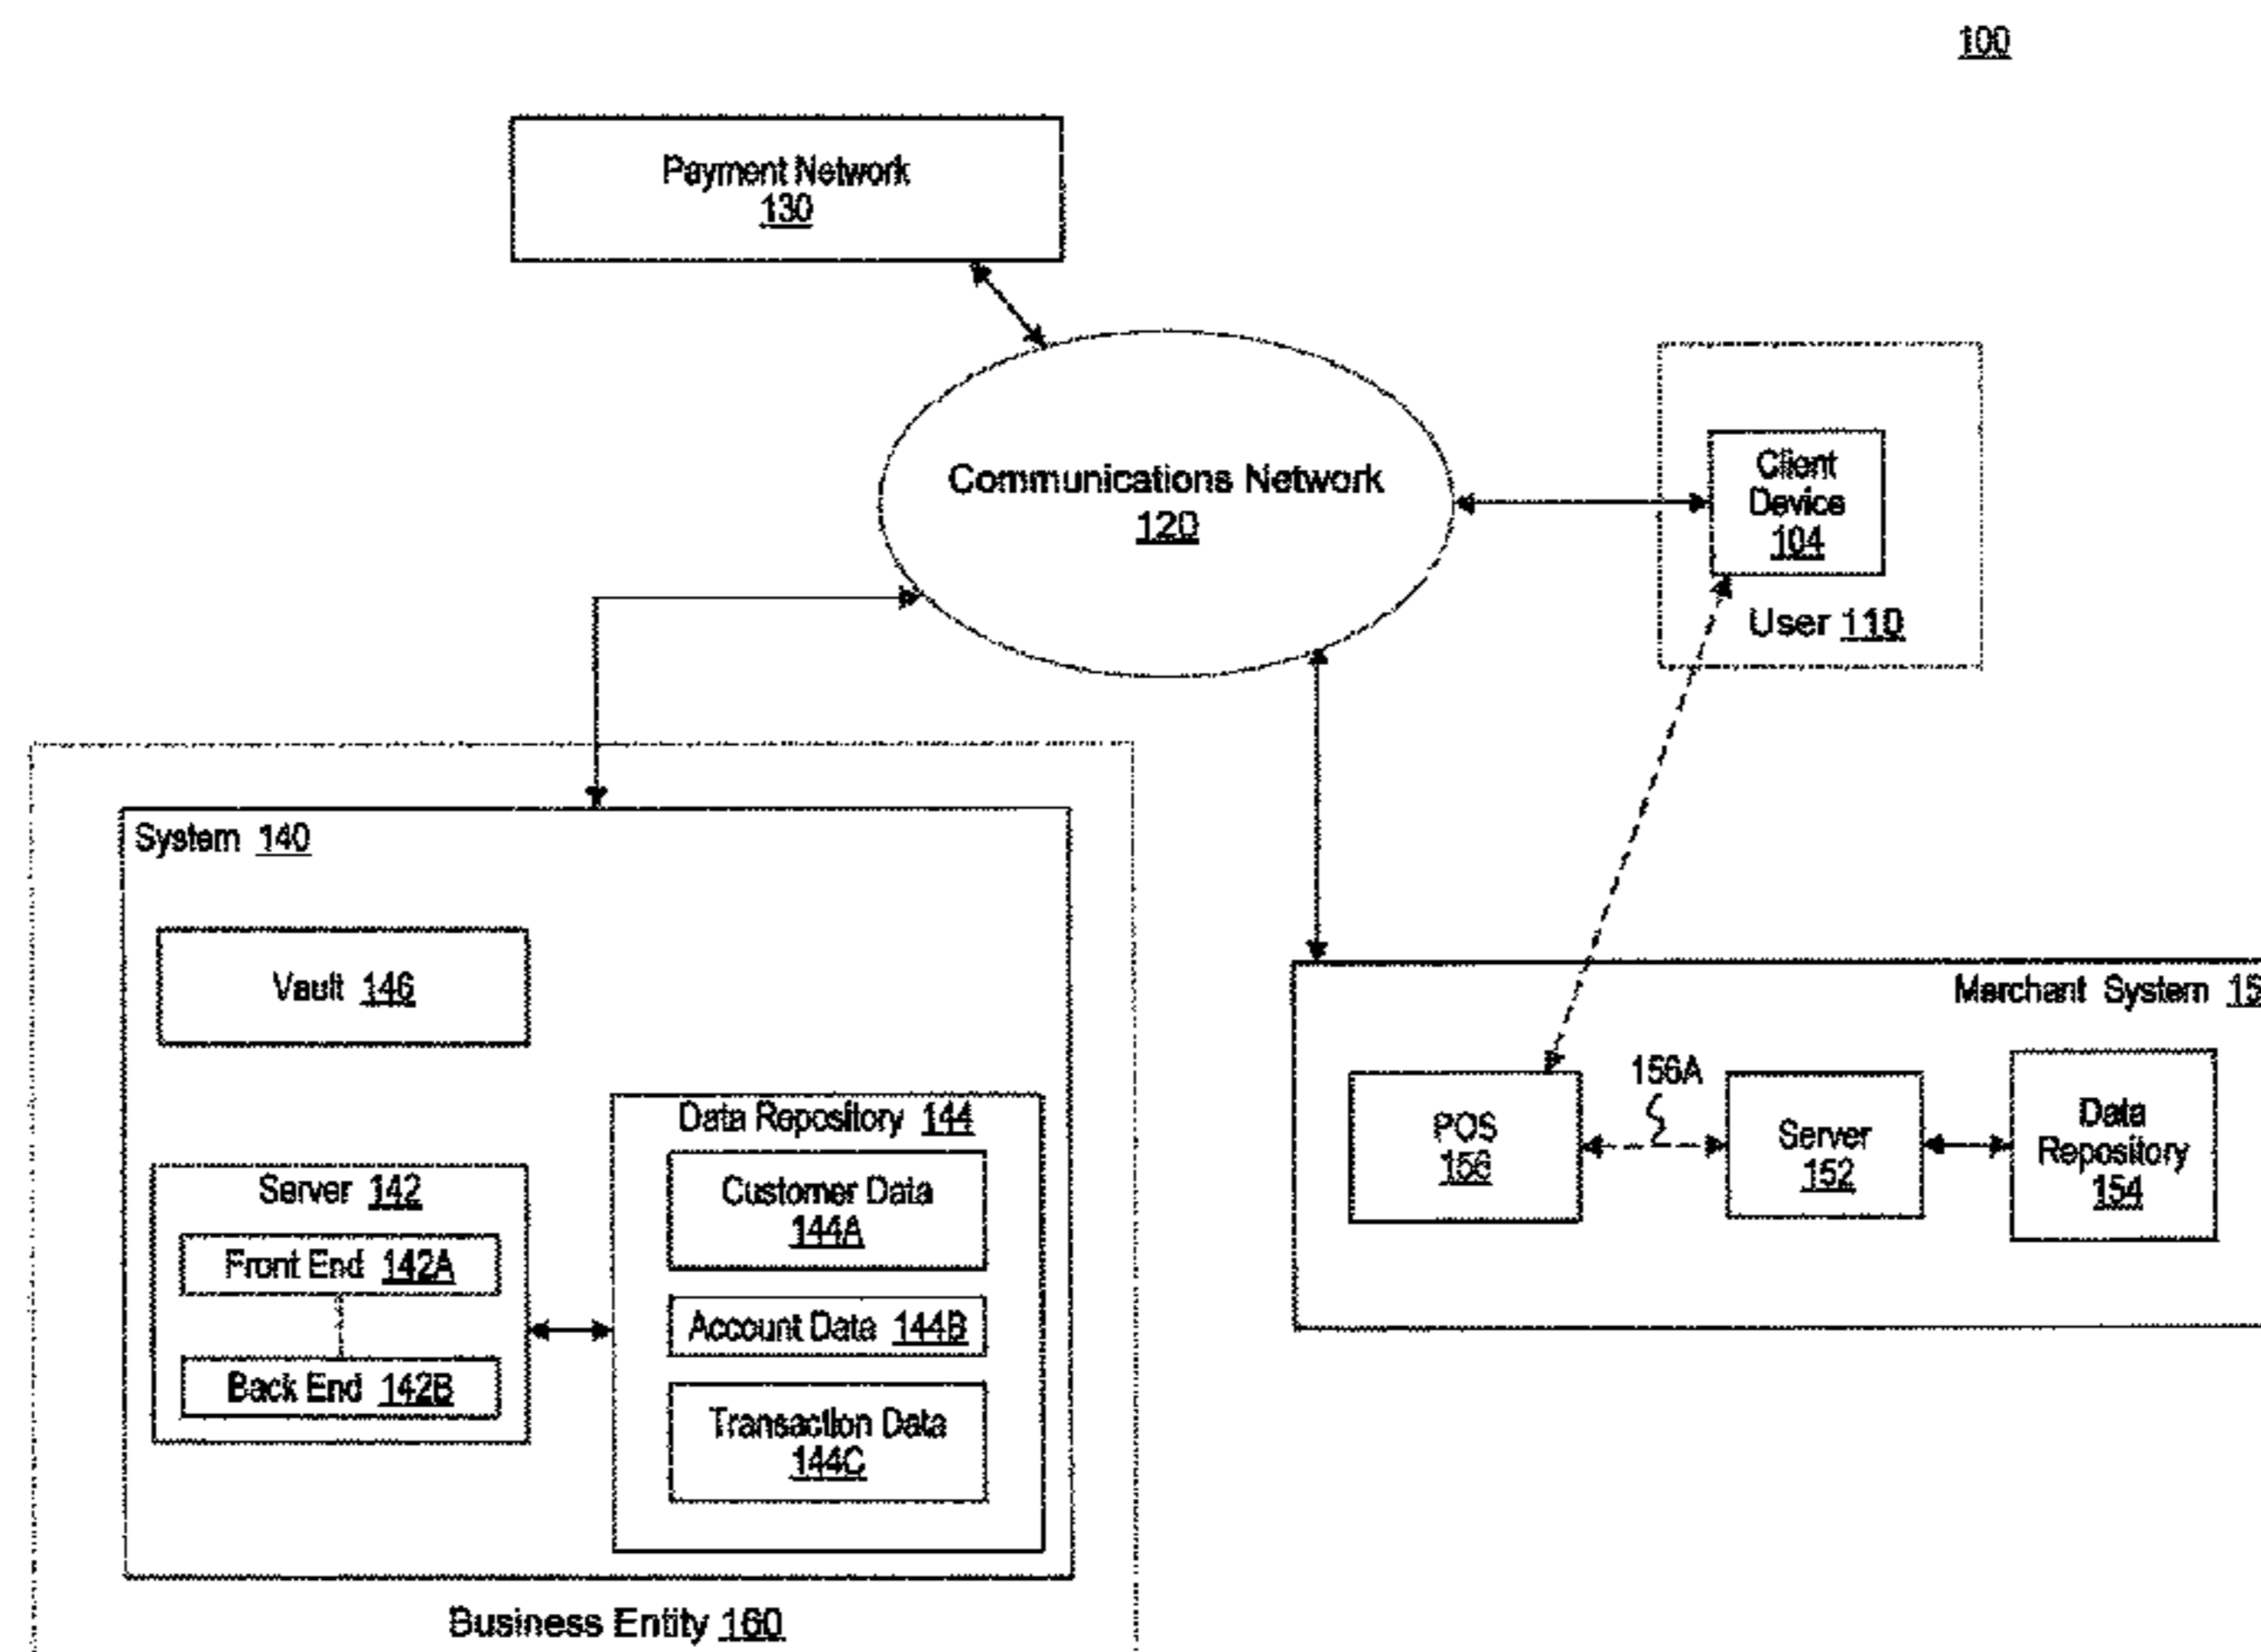 100
Payment Network
130
Communications Network
120
Client
Device
104
User 110
System 140
Vault 146
Server 142
Front End 142A
Back End 142B
Data Repository 144
Customer Data
144A
Account Data 144B
Transaction Data
144C
Business Entity 160
Merchant System
POS
156
156A
Server
152
Data
Repository
154